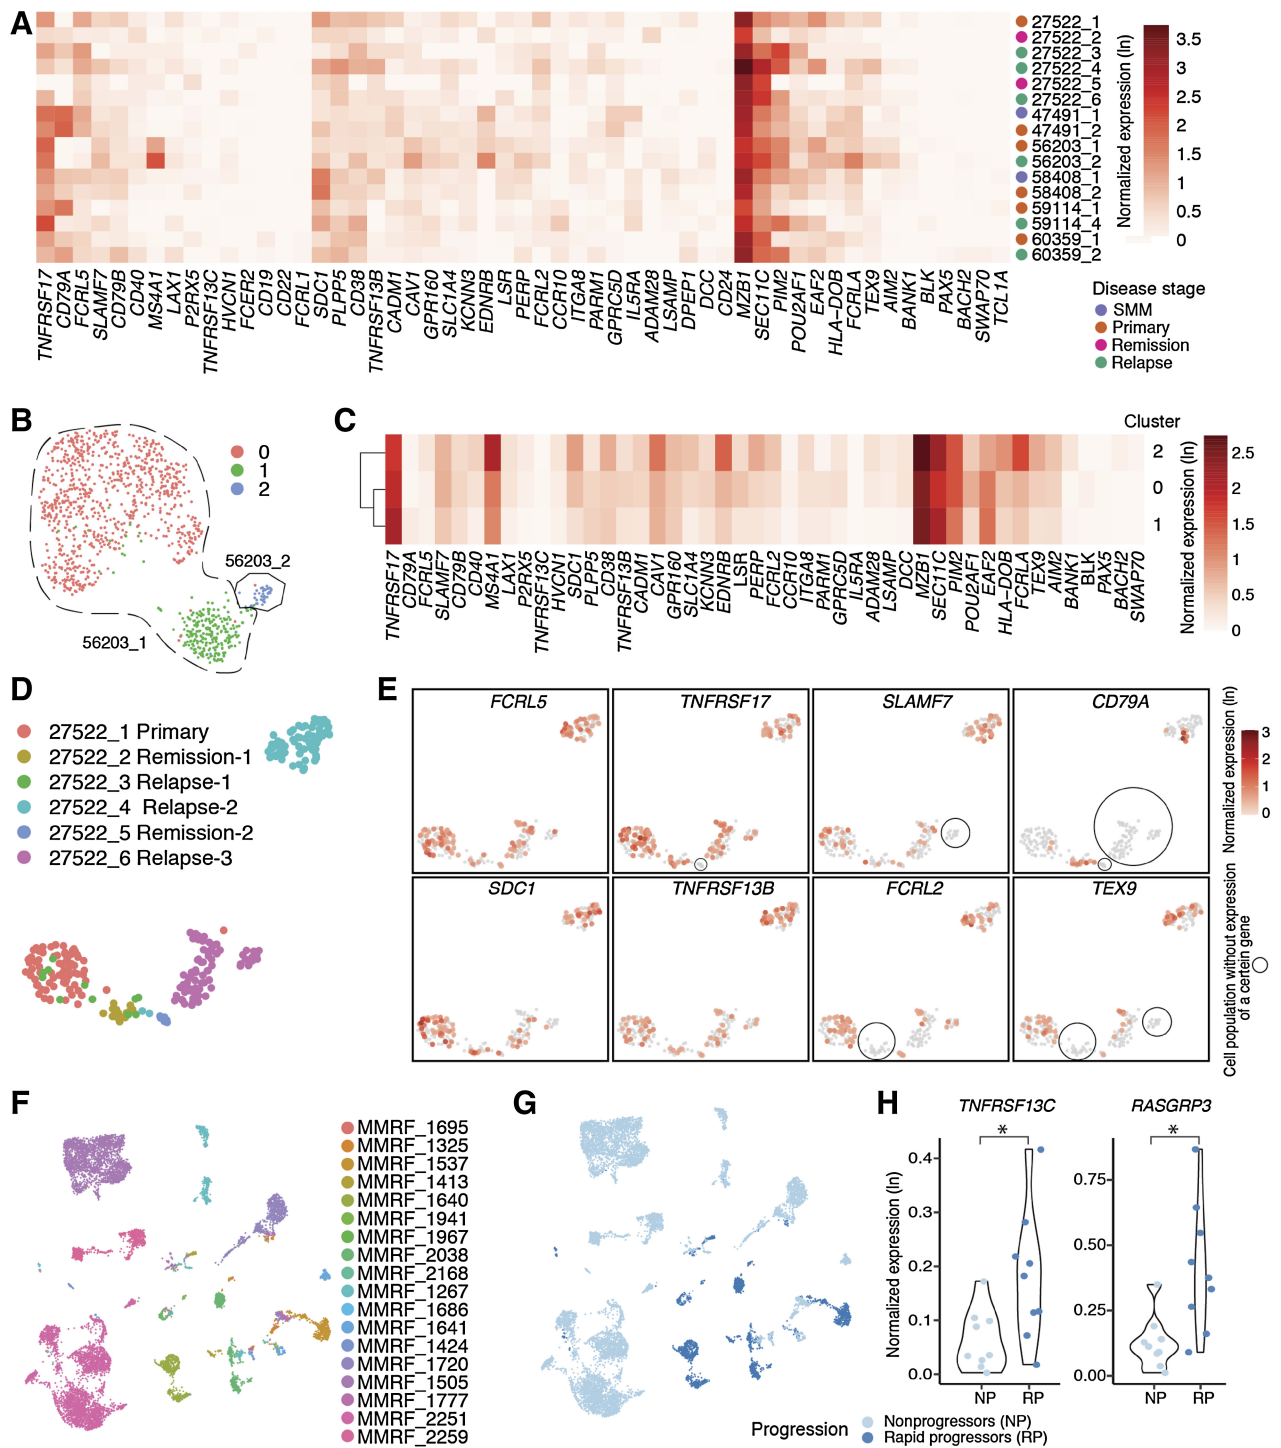 A
27522_1
27522_2
27522_3
27522_4
27522_5
27522_6
47491_1
47491_2
56203_1
56203_2
58408_1
58408_2
59114_1
59114_4
60359_1
60359_2
Normalized expression (ln)
3.5
3
2.5
2
1.5
1
0.5
0
TNFRSF17
CD79A
FCRL5
SLAMF7
CD79B
CD40
MS4A1
LAX1
P2RX5
TNFRSF13C
HVCN1
FCER2
CD19
CD22
FCRL1
SDC1
PLPP5
CD38
TNFRSF13B
CADM1
CAV1
GPR160
SLC1A4
KCNN3
EDNRB
LSR
PERP
FCRL2
CCR10
ITGA8
PARM1
GPRC5D
IL5RA
ADAM28
LSAMP
DPEP1
DCC
CD24
MZB1
SEC11C
PIM2
POU2AF1
EAF2
HLA-DOB
FCRLA
TEX9
AIM2
BANK1
BLK
PAX5
BACH2
SWAP70
TCL1A
Disease stage
SMM
Primary
Remission
Relapse
B
0
1
2
56203_2
56203_1
C
Cluster
2
0
1
Normalized expression (ln)
2.5
2
1.5
1
0.5
0
TNFRSF17
CD79A
FCRL5
SLAMF7
CD79B
CD40
MS4A1
LAX1
P2RX5
TNFRSF13C
HVCN1
SDC1
PLPP5
CD38
TNFRSF13B
CADM1
CAV1
GPR160
SLC1A4
KCNN3
EDNRB
LSR
PERP
FCRL2
CCR10
ITGA8
PARM1
GPRC5D
IL5RA
ADAM28
LSAMP
DCC
MZB1
SEC11C
PIM2
POU2AF1
EAF2
HLA-DOB
FCRLA
TEX9
AIM2
BANK1
BLK
PAX5
BACH2
SWAP70
D
27522_1 Primary
27522_2 Remission-1
27522_3 Relapse-1
27522_4 Relapse-2
27522_5 Remission-2
27522_6 Relapse-3
E
FCRL5
TNFRSF17
SLAMF7
CD79A
SDC1
TNFRSF13B
FCRL2
TEX9
Normalized expression (ln)
3
2
1
0
Cell population without expression
of a certein gene
F
MMRF_1695
MMRF_1325
MMRF_1537
MMRF_1413
MMRF_1640
MMRF_1941
MMRF_1967
MMRF_2038
MMRF_2168
MMRF_1267
MMRF_1686
MMRF_1641
MMRF_1424
MMRF_1720
MMRF_1505
MMRF_1777
MMRF_2251
MMRF_2259
G
Progression
Nonprogressors (NP)
Rapid progressors (RP)
H
TNFRSF13C
*
Normalized expression (ln)
0.4
0.3
0.2
0.1
0.0
NP
RP
RASGRP3
*
0.75
0.50
0.25
0.00
NP
RP